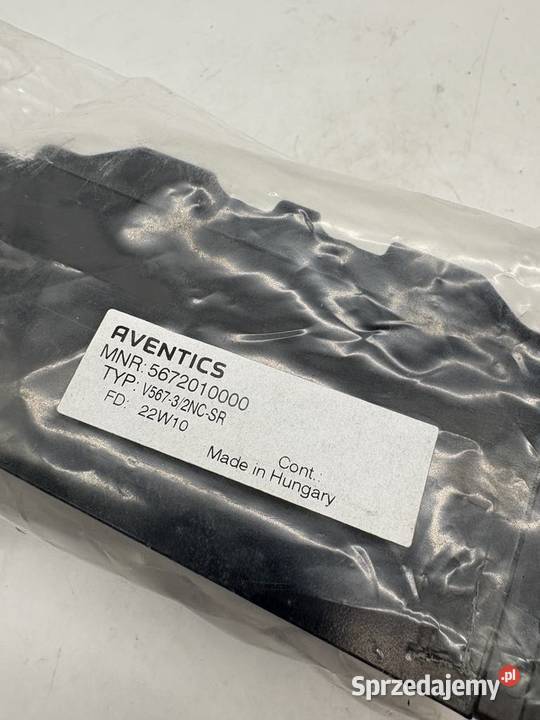 AVENTICS
MNR: 5672010000
TYP: V567-3/2NC-SR
FD: 22W10
Cont.:
Made in Hungary
Sprzedajemy.pl